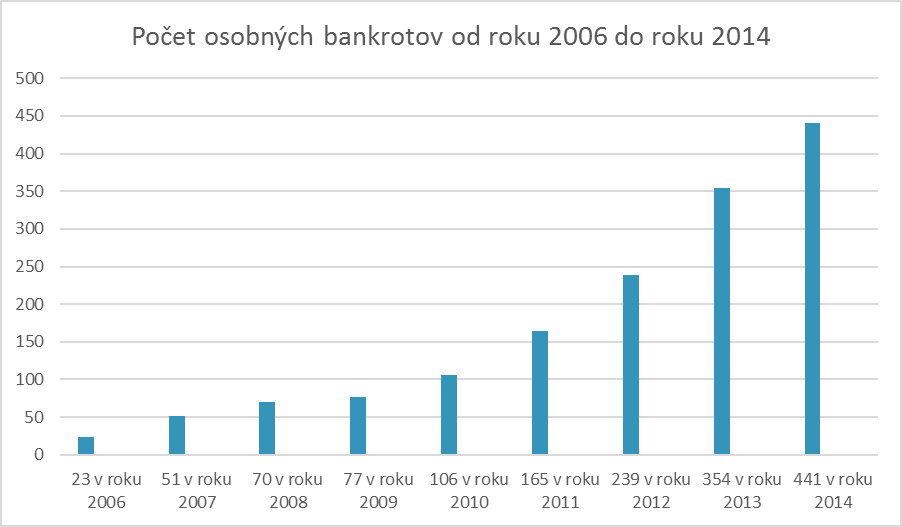 Počet osobných bankrotov od roku 2006 do roku 2014
500
450
400
350
300
250
200
150
100
50
0
23 v roku 2006
51 v roku 2007
70 v roku 2008
77 v roku 2009
106 v roku 2010
165 v roku 2011
239 v roku 2012
354 v roku 2013
441 v roku 2014